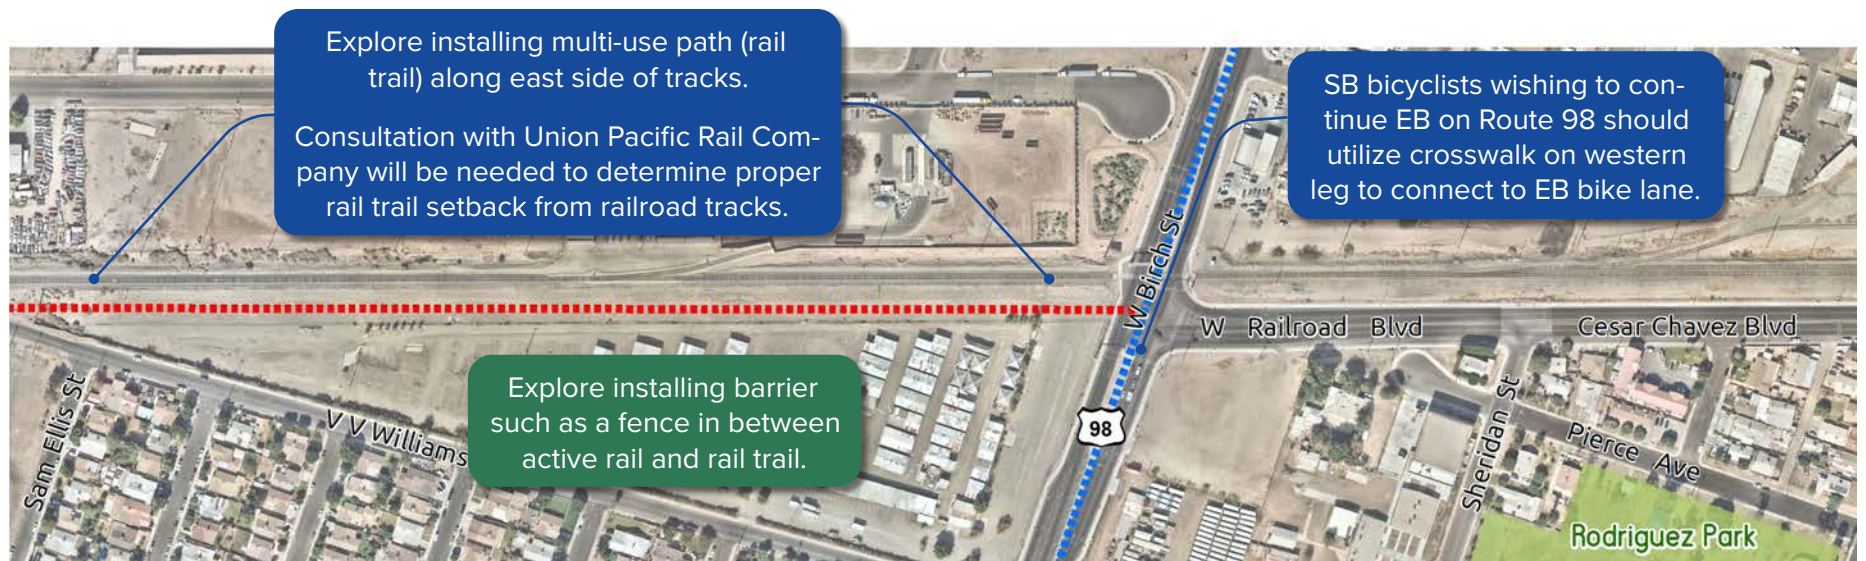 Explore installing multi-use path (rail
trail) along east side of tracks.
Consultation with Union Pacific Rail Com-
pany will be needed to determine proper
rail trail setback from railroad tracks.
SB bicyclists wishing to con-
tinue EB on Route 98 should
utilize crosswalk on western
leg to connect to EB bike lane.
Explore installing barrier
such as a fence in between
active rail and rail trail.
W Birch St
W Railroad Blvd
Cesar Chavez Blvd
Sam Ellis St
V V Williams
98
Sheridan St
Pierce Ave
Rodriguez Park